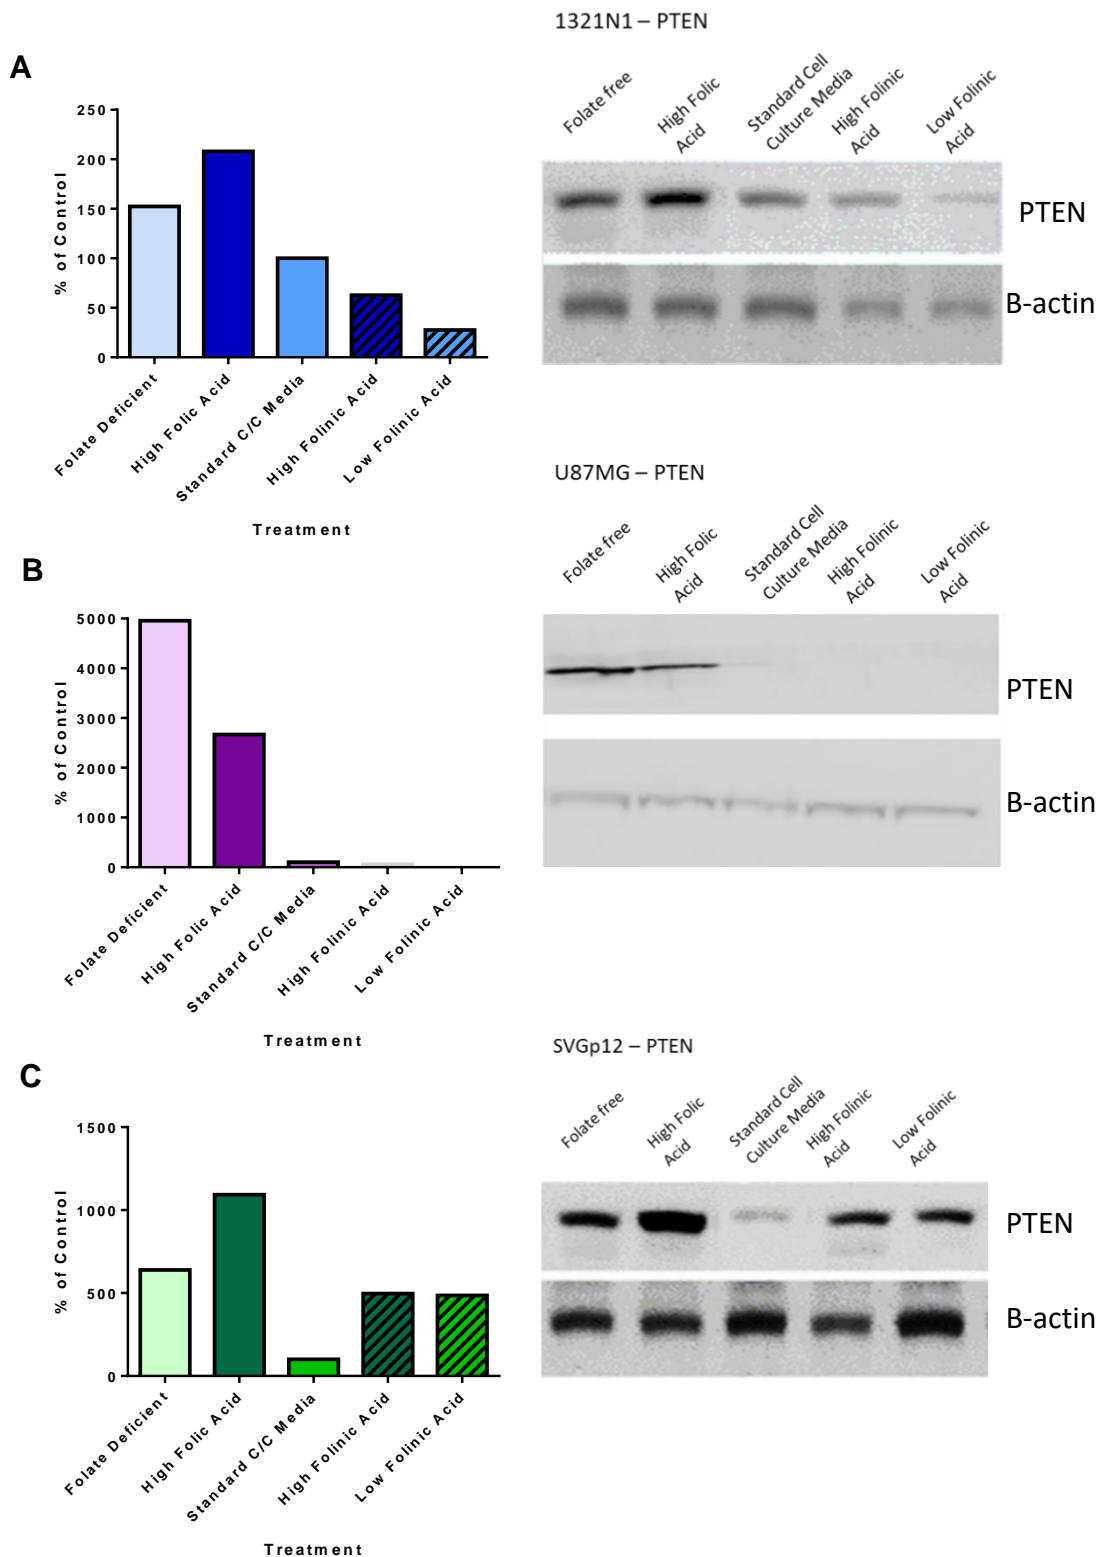 1321N1 – PTEN
A
250
200
150
100
50
0
% of Control
Folate Deficient
High Folic Acid
Standard C/C Media
High Folinic Acid
Low Folinic Acid
Treatment
Folate free
High Folic
Acid
Standard Cell
Culture Media
High Folinic
Acid
Low Folinic
Acid
PTEN
B-actin
U87MG – PTEN
B
5000
4000
3000
2000
1000
0
% of Control
Folate Deficient
High Folic Acid
Standard C/C Media
High Folinic Acid
Low Folinic Acid
Treatment
Folate free
High Folic
Acid
Standard Cell
Culture Media
High Folinic
Acid
Low Folinic
Acid
PTEN
B-actin
SVGp12 – PTEN
C
1500
1000
500
0
% of Control
Folate Deficient
High Folic Acid
Standard C/C Media
High Folinic Acid
Low Folinic Acid
Treatment
Folate free
High Folic
Acid
Standard Cell
Culture Media
High Folinic
Acid
Low Folinic
Acid
PTEN
B-actin